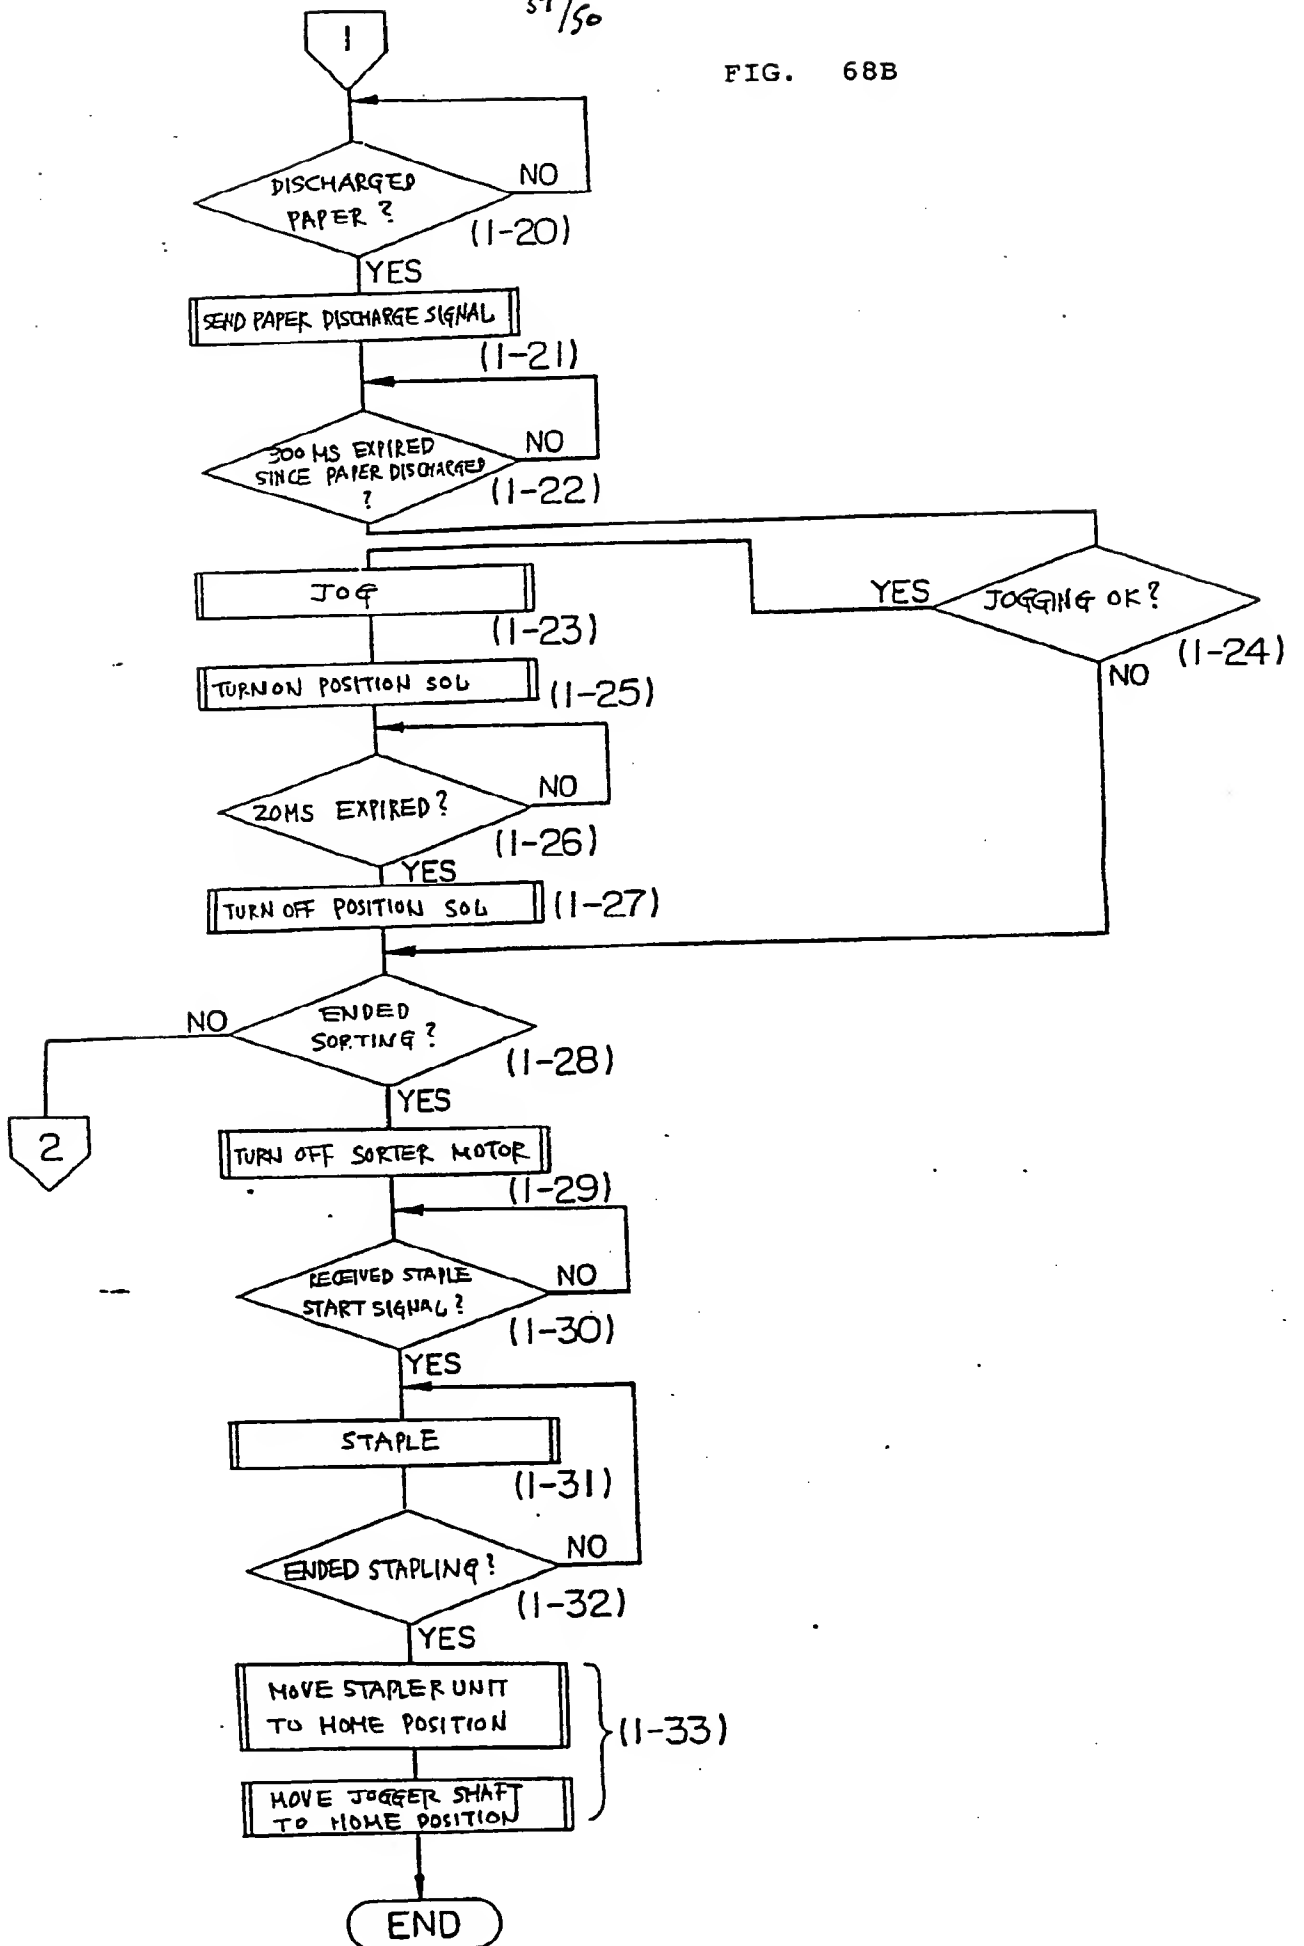 1
FIG. 68B
DISCHARGED
PAPER ?
NO
(1-20)
YES
SEND PAPER DISCHARGE SIGNAL
(1-21)
300 MS EXPIRED
SINCE PAPER DISCHARGED
?
NO
(1-22)
JOG
(1-23)
YES
JOGGING OK?
(1-24)
NO
TURN ON POSITION SOL
(1-25)
20MS EXPIRED?
NO
(1-26)
YES
TURN OFF POSITION SOL
(1-27)
NO
ENDED
SORTING?
(1-28)
YES
2
TURN OFF SORTER MOTOR
(1-29)
RECEIVED STAPLE
START SIGNAL?
NO
(1-30)
YES
STAPLE
(1-31)
ENDED STAPLING?
NO
(1-32)
YES
MOVE STAPLER UNIT
TO HOME POSITION
(1-33)
MOVE JOGGER SHAFT
TO HOME POSITION
END